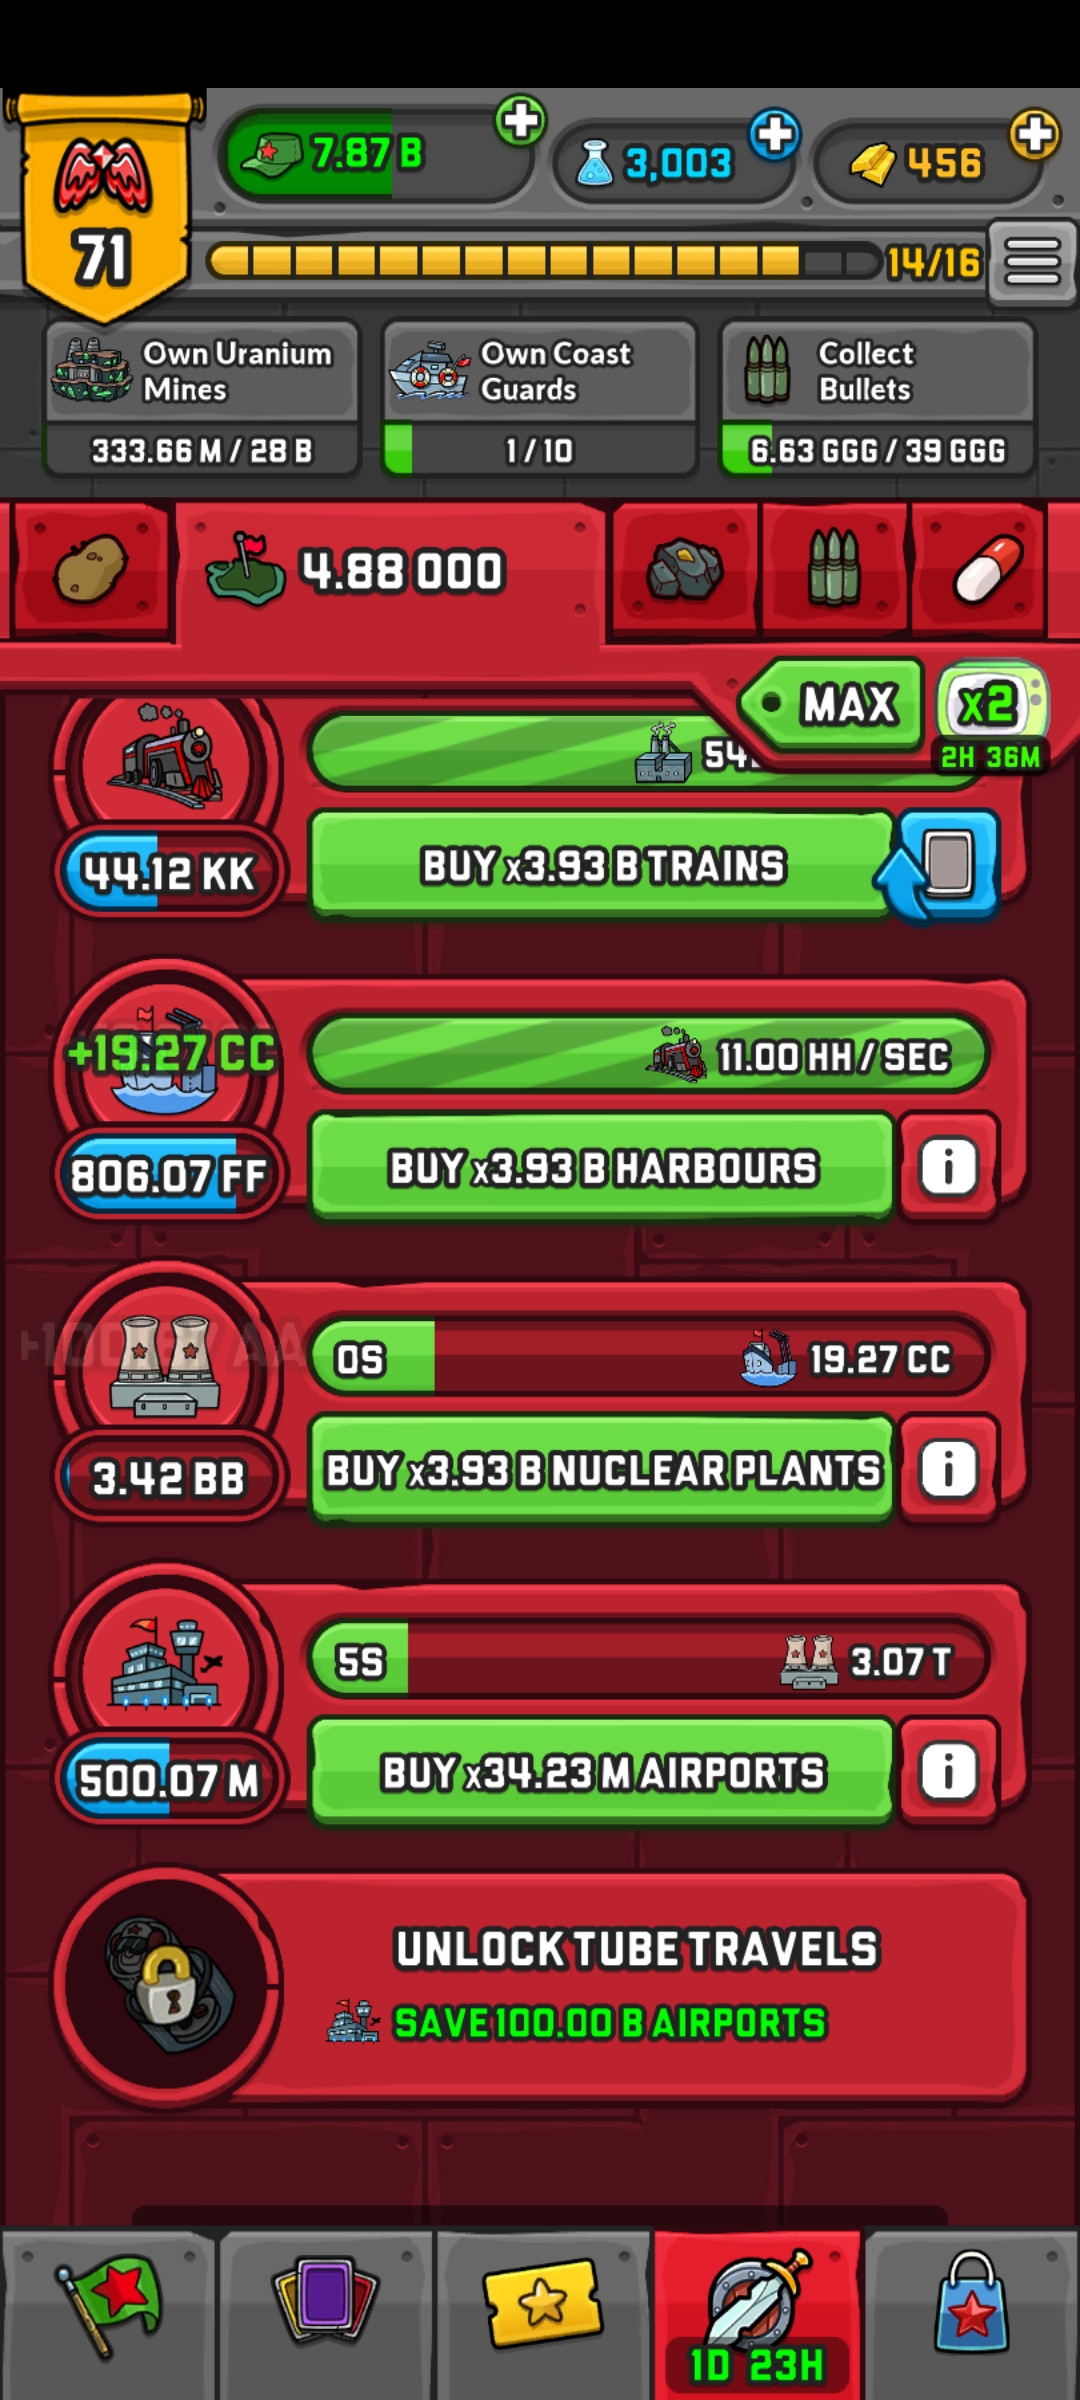 71
7.87 B
3,003
456
14/16
Own Uranium
Mines
333.66 M / 28 B
Own Coast
Guards
1 / 10
Collect
Bullets
6.63 GGG / 39 GGG
4.88 OOO
MAX
x2
2H 36M
54.
44.12 KK
BUY x3.93 B TRAINS
+19.27 CC
11.00 HH / SEC
806.07 FF
BUY x3.93 B HARBOURS
i
0S
19.27 CC
3.42 BB
BUY x3.93 B NUCLEAR PLANTS
i
5S
3.07 T
500.07 M
BUY x34.23 M AIRPORTS
i
UNLOCK TUBE TRAVELS
SAVE 100.00 B AIRPORTS
1D 23H